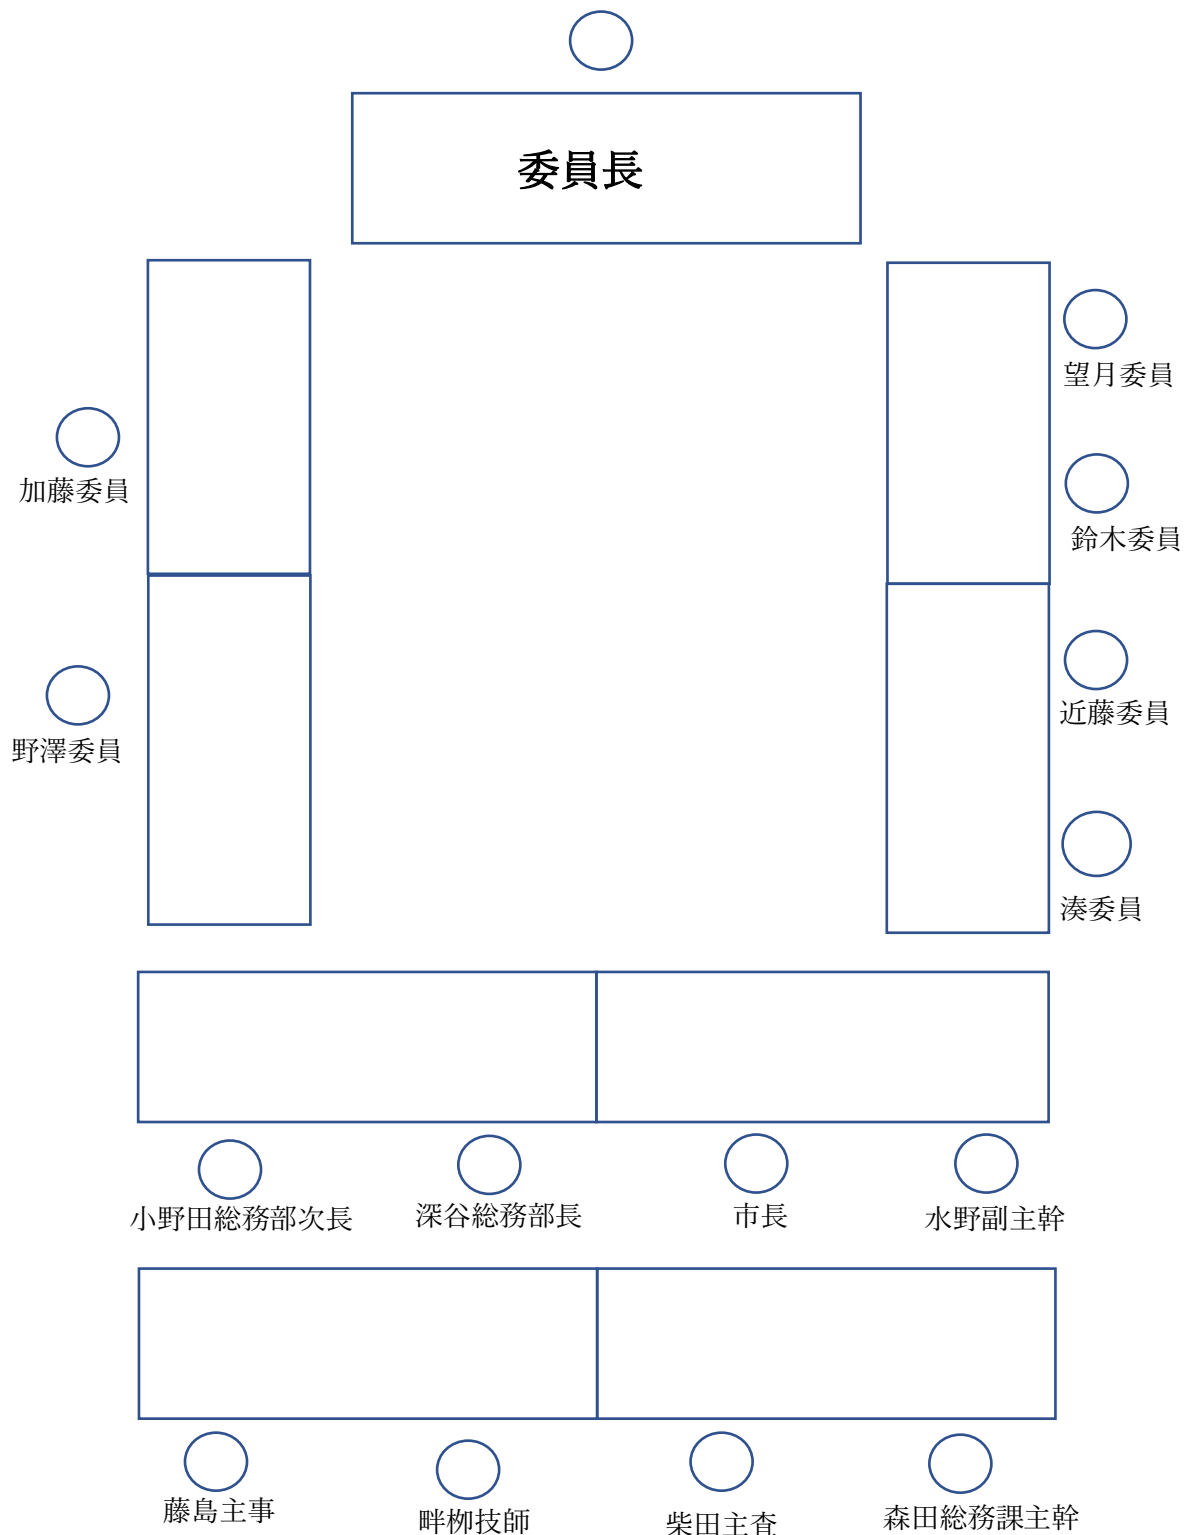 委員長
望月委員
加藤委員
鈴木委員
近藤委員
野澤委員
湊委員
小野田総務部次長
深谷総務部長
市長
水野副主幹
藤島主事
畔栁技師
柴田主査
森田総務課主幹